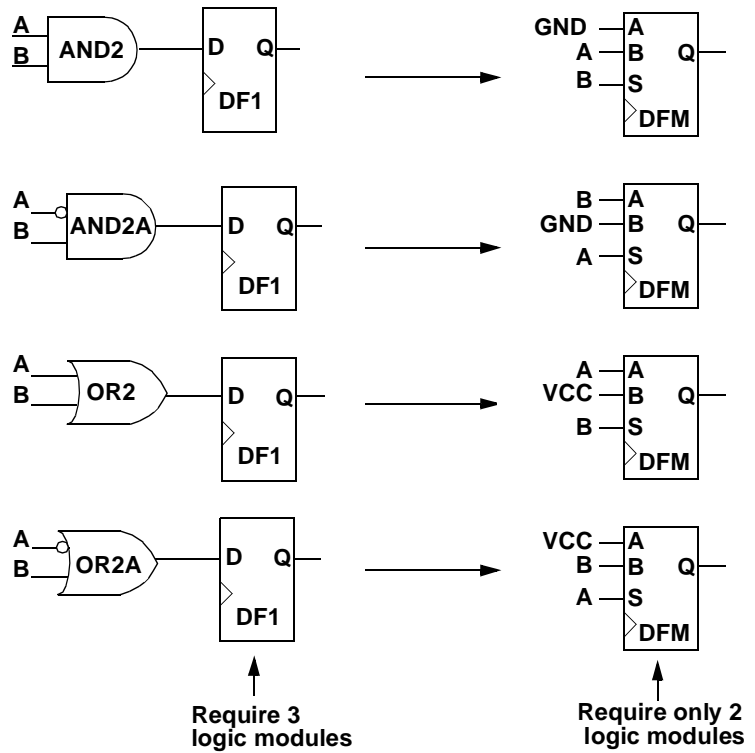 A
B
AND2
D Q
DF1
GND A
A B Q
B S
DFM
A
B
AND2A
D Q
DF1
B A
GND B Q
A S
DFM
A
B
OR2
D Q
DF1
A A
VCC B Q
B S
DFM
A
B
OR2A
D Q
DF1
VCC A
B B Q
A S
DFM
Require 3
logic modules
Require only 2
logic modules